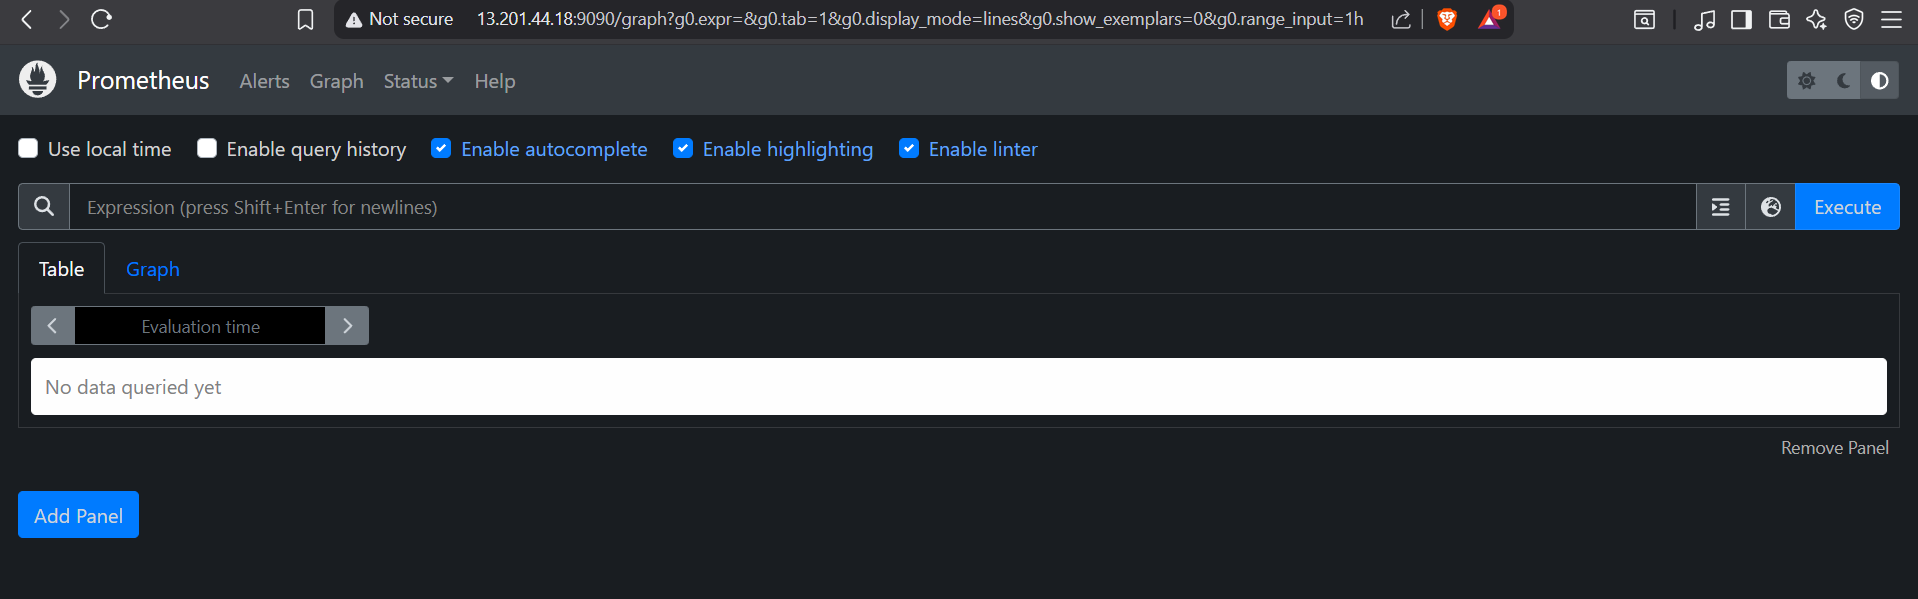 Not secure 13.201.44.18:9090/graph?g0.expr=&g0.tab=1&g0.display_mode=lines&g0.show_exemplars=0&g0.range_input=1h 1
Prometheus Alerts Graph Status Help
Use local time Enable query history Enable autocomplete Enable highlighting Enable linter
Expression (press Shift+Enter for newlines) Execute
Table Graph
Evaluation time
No data queried yet
Remove Panel
Add Panel